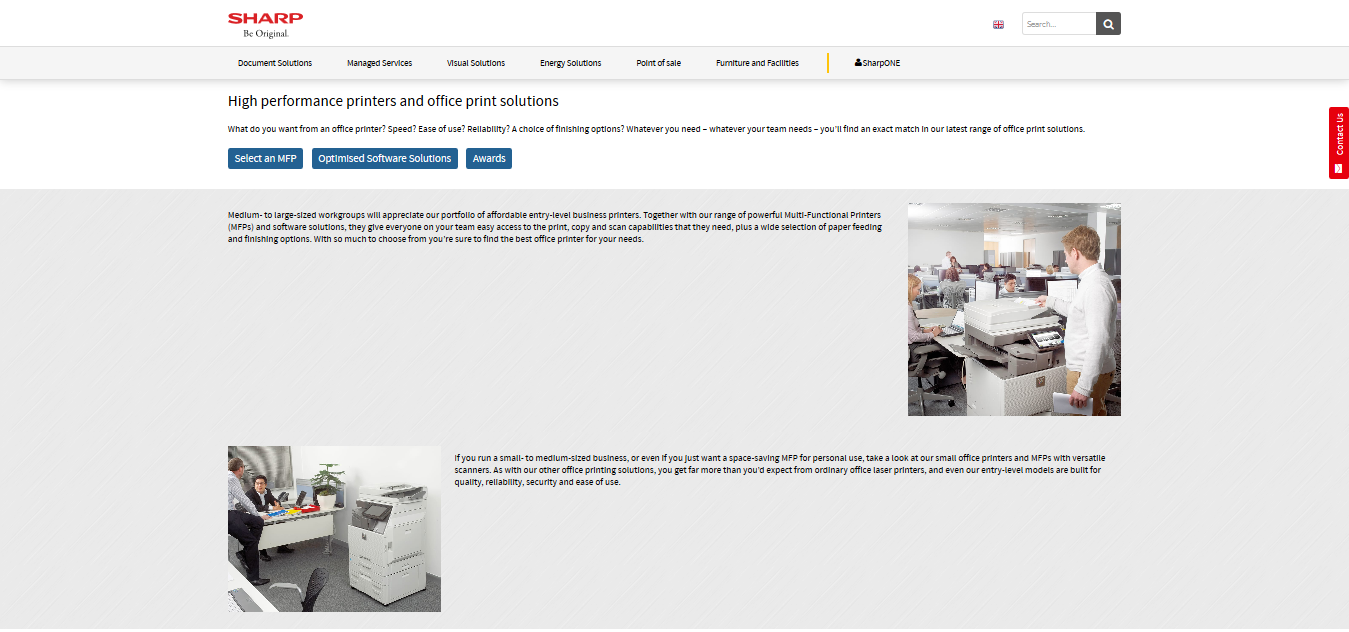 SHARP
Be Original.
Search...
Document Solutions
Managed Services
Visual Solutions
Energy Solutions
Point of sale
Furniture and Facilities
SharpONE
High performance printers and office print solutions
What do you want from an office printer? Speed? Ease of use? Reliability? A choice of finishing options? Whatever you need – whatever your team needs – you'll find an exact match in our latest range of office print solutions.
Select an MFP
Optimised Software Solutions
Awards
Contact Us
Medium- to large-sized workgroups will appreciate our portfolio of affordable entry-level business printers. Together with our range of powerful Multi-Functional Printers
(MFPs) and software solutions, they give everyone on your team easy access to the print, copy and scan capabilities that they need, plus a wide selection of paper feeding
and finishing options. With so much to choose from you're sure to find the best office printer for your needs.
If you run a small- to medium-sized business, or even if you just want a space-saving MFP for personal use, take a look at our small office printers and MFPs with versatile
scanners. As with our other office printing solutions, you get far more than you'd expect from ordinary office laser printers, and even our entry-level models are built for
quality, reliability, security and ease of use.